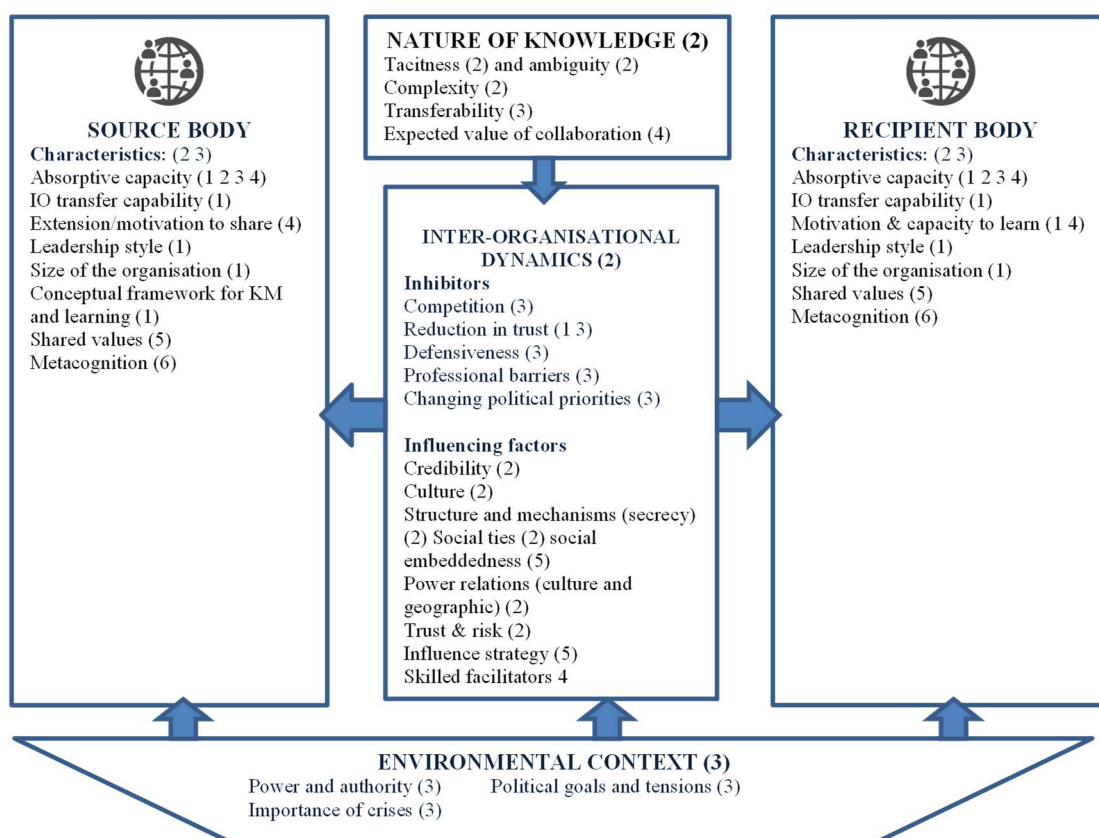 NATURE OF KNOWLEDGE (2)
Tacitness (2) and ambiguity (2)
Complexity (2)
Transferability (3)
Expected value of collaboration (4)
SOURCE BODY
Characteristics: (2 3)
Absorptive capacity (1 2 3 4)
IO transfer capability (1)
Extension/motivation to share (4)
Leadership style (1)
Size of the organisation (1)
Conceptual framework for KM
and learning (1)
Shared values (5)
Metacognition (6)
INTER-ORGANISATIONAL
DYNAMICS (2)
Inhibitors
Competition (3)
Reduction in trust (1 3)
Defensiveness (3)
Professional barriers (3)
Changing political priorities (3)
Influencing factors
Credibility (2)
Culture (2)
Structure and mechanisms (secrecy)
(2) Social ties (2) social
embeddedness (5)
Power relations (culture and
geographic) (2)
Trust & risk (2)
Influence strategy (5)
Skilled facilitators 4
RECIPIENT BODY
Characteristics: (2 3)
Absorptive capacity (1 2 3 4)
IO transfer capability (1)
Motivation & capacity to learn (1 4)
Leadership style (1)
Size of the organisation (1)
Shared values (5)
Metacognition (6)
ENVIRONMENTAL CONTEXT (3)
Power and authority (3) Political goals and tensions (3)
Importance of crises (3)